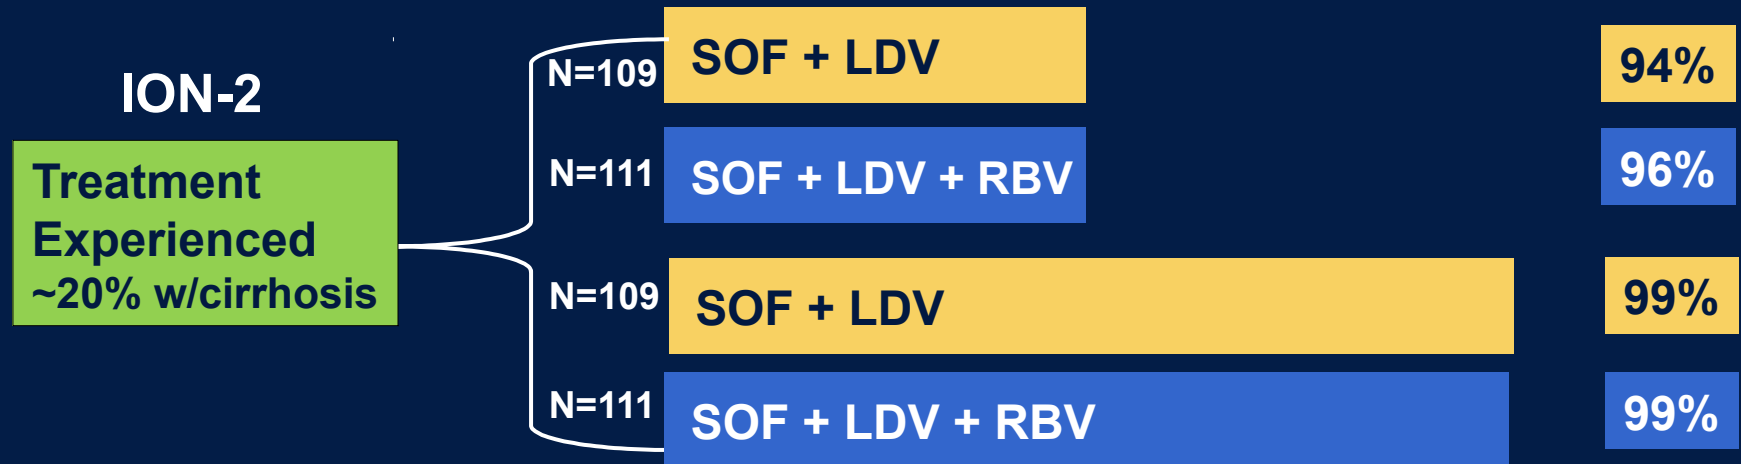 ION-2
Treatment
Experienced
~20% w/cirrhosis
N=109
SOF + LDV
94%
N=111
SOF + LDV + RBV
96%
N=109
SOF + LDV
99%
N=111
SOF + LDV + RBV
99%